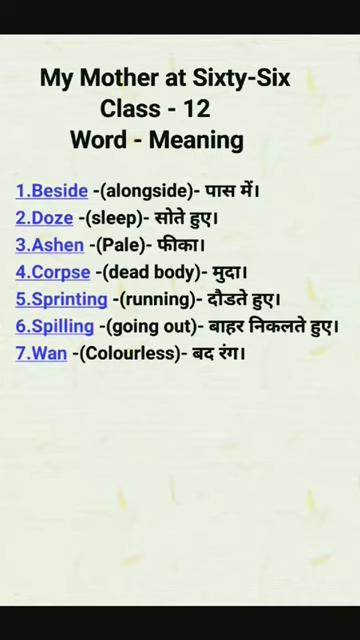 My Mother at Sixty-Six
Class - 12
Word - Meaning
1.Beside -(alongside)- पास में।
2.Doze -(sleep)- सोते हुए।
3.Ashen -(Pale)- फीका।
4.Corpse -(dead body)- मुदा।
5.Sprinting -(running)- दौडते हुए।
6.Spilling -(going out)- बाहर निकलते हुए।
7.Wan -(Colourless)- बद रंग।